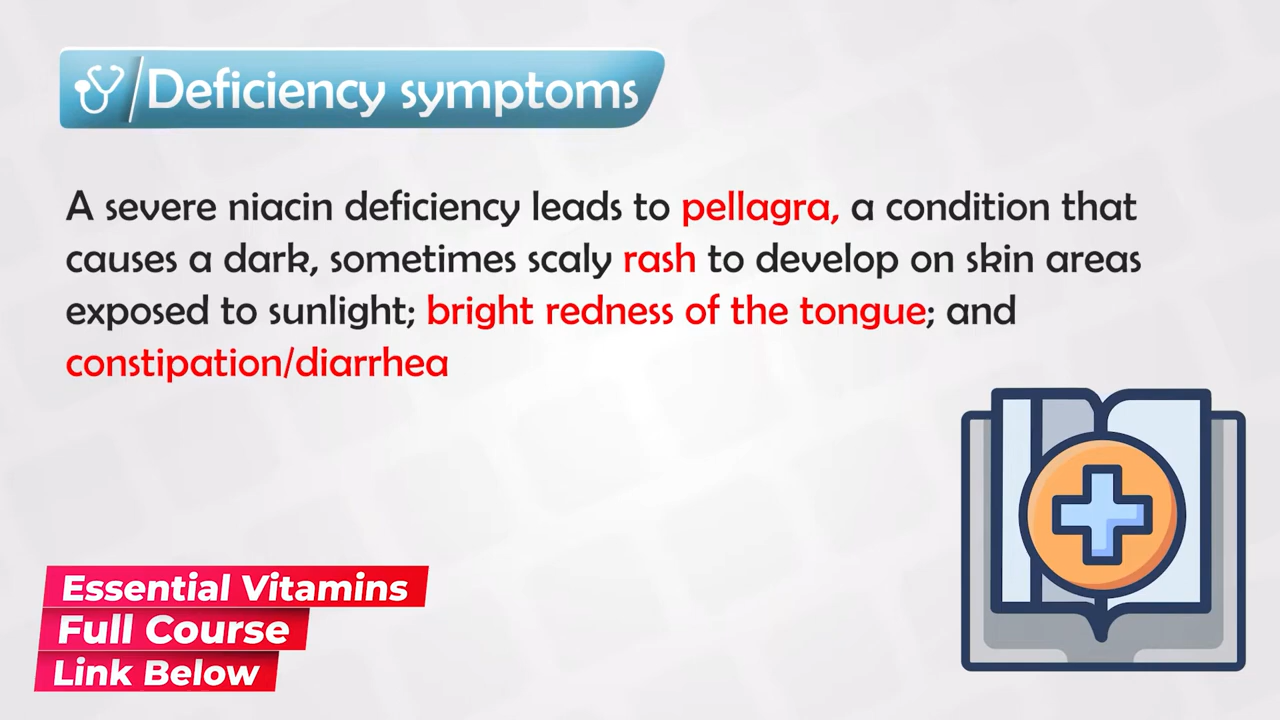 Deficiency symptoms
A severe niacin deficiency leads to pellagra, a condition that
causes a dark, sometimes scaly rash to develop on skin areas
exposed to sunlight; bright redness of the tongue; and
constipation/diarrhea
Essential Vitamins
Full Course
Link Below